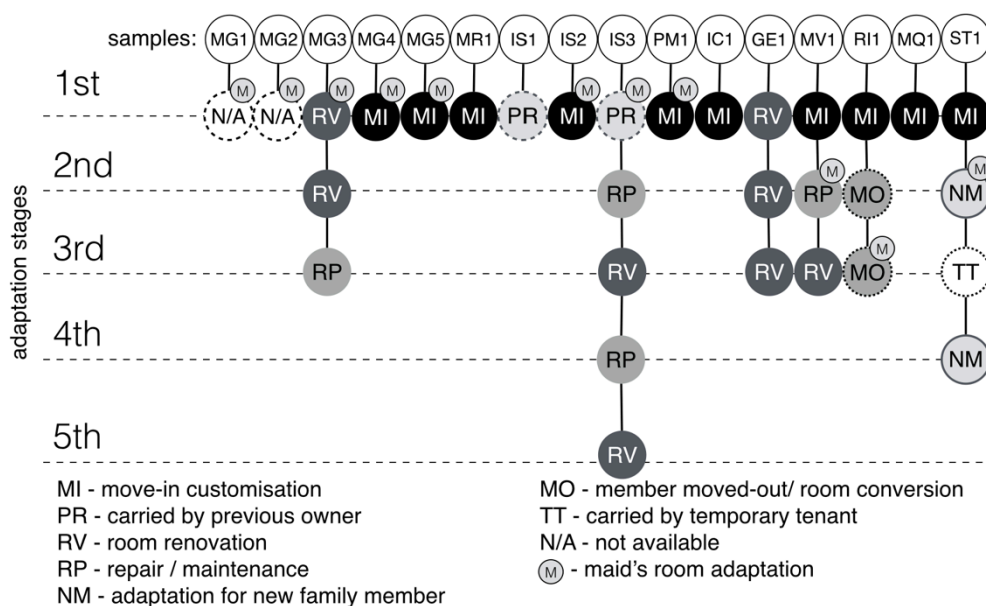 samples: MG1 MG2 MG3 MG4 MG5 MR1 IS1 IS2 IS3 PM1 IC1 GE1 MV1 RI1 MQ1 ST1
M M M M M M M M
1st
N/A N/A RV MI MI MI PR MI PR MI MI RV MI MI MI MI
M M
2nd
RV RP RV RP MO NM
M
3rd
RP RV RV RV MO TT
4th
RP NM
5th
RV
adaptation stages
MI - move-in customisation
PR - carried by previous owner
RV - room renovation
RP - repair / maintenance
NM - adaptation for new family member
MO - member moved-out/ room conversion
TT - carried by temporary tenant
N/A - not available
M - maid's room adaptation